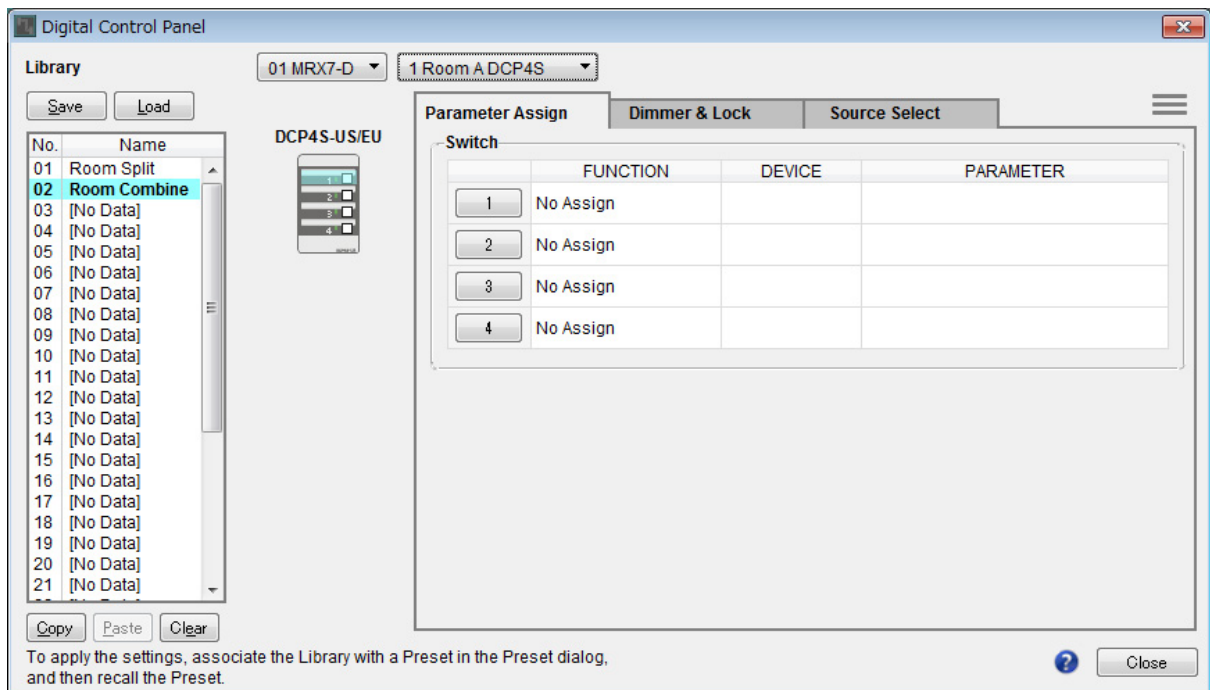 Digital Control Panel
Library
01 MRX7-D
1 Room A DCP4S
Save
Load
Parameter Assign
Dimmer & Lock
Source Select
DCP4S-US/EU
1
2
3
4
No. Name
01 Room Split
02 Room Combine
03 [No Data]
04 [No Data]
05 [No Data]
06 [No Data]
07 [No Data]
08 [No Data]
09 [No Data]
10 [No Data]
11 [No Data]
12 [No Data]
13 [No Data]
14 [No Data]
15 [No Data]
16 [No Data]
17 [No Data]
18 [No Data]
19 [No Data]
20 [No Data]
21 [No Data]
Switch
FUNCTION DEVICE PARAMETER
1 No Assign
2 No Assign
3 No Assign
4 No Assign
Copy
Paste
Clear
To apply the settings, associate the Library with a Preset in the Preset dialog,
and then recall the Preset.
?
Close